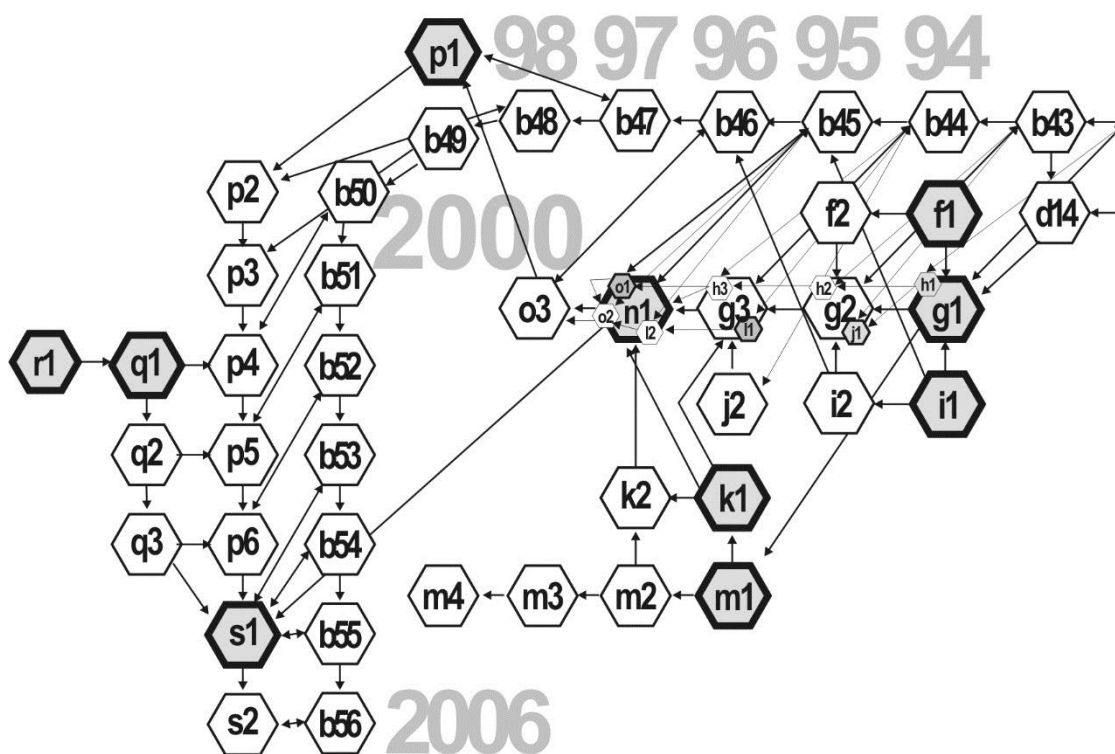 p1 98 97 96 95 94
b49 b48 b47 b46 b45 b44 b43
p2 b50 2000 f2 f1 d14
p3 b51 o3 o1 n1 o2 l2 h3 g3 l1 h2 g2 j1 h1 g1
r1 q1 p4 b52 j2 i2 i1
q2 p5 b53 k2 k1
q3 p6 b54 m4 m3 m2 m1
s1 b55
s2 b56 2006